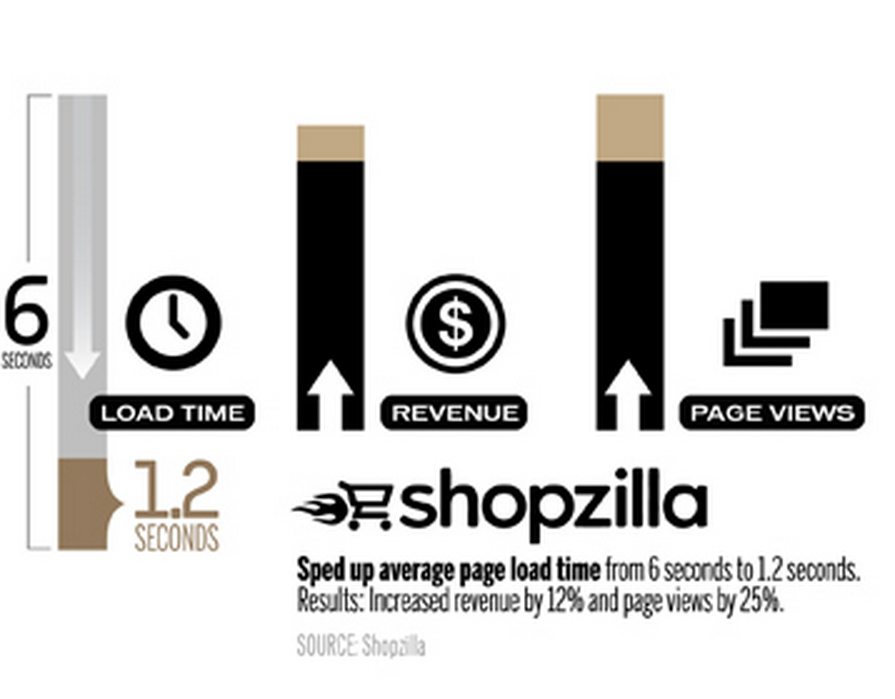 6
SECONDS
LOAD TIME
1.2
SECONDS
$
REVENUE
PAGE VIEWS
shopzilla
Sped up average page load time from 6 seconds to 1.2 seconds.
Results: Increased revenue by 12% and page views by 25%.
SOURCE: Shopzilla